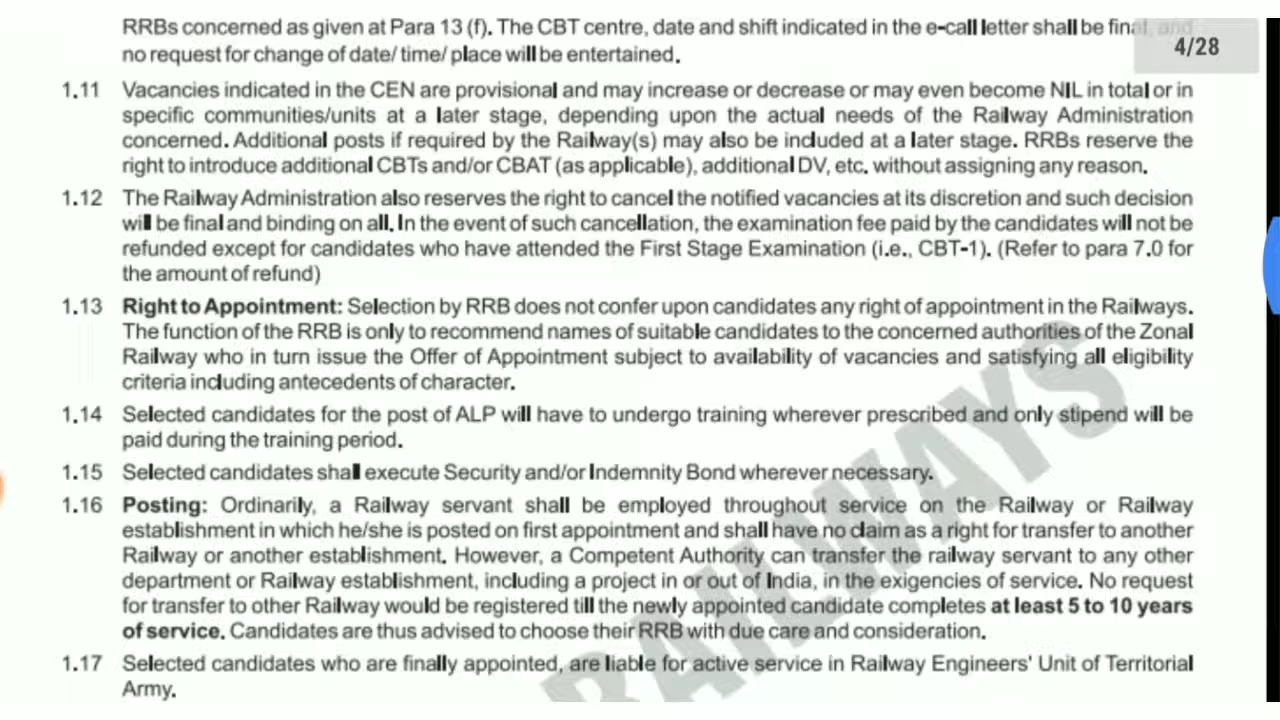 RRBs concerned as given at Para 13 (f). The CBT centre, date and shift indicated in the e-call letter shall be final, and
no request for change of date/ time/ place will be entertained.
4/28
1.11 Vacancies indicated in the CEN are provisional and may increase or decrease or may even become NIL in total or in
specific communities/units at a later stage, depending upon the actual needs of the Railway Administration
concerned. Additional posts if required by the Railway(s) may also be included at a later stage. RRBs reserve the
right to introduce additional CBTs and/or CBAT (as applicable), additional DV, etc. without assigning any reason.
1.12 The Railway Administration also reserves the right to cancel the notified vacancies at its discretion and such decision
will be final and binding on all. In the event of such cancellation, the examination fee paid by the candidates will not be
refunded except for candidates who have attended the First Stage Examination (i.e., CBT-1). (Refer to para 7.0 for
the amount of refund)
1.13 Right to Appointment: Selection by RRB does not confer upon candidates any right of appointment in the Railways.
The function of the RRB is only to recommend names of suitable candidates to the concerned authorities of the Zonal
Railway who in turn issue the Offer of Appointment subject to availability of vacancies and satisfying all eligibility
criteria including antecedents of character.
1.14 Selected candidates for the post of ALP will have to undergo training wherever prescribed and only stipend will be
paid during the training period.
1.15 Selected candidates shall execute Security and/or Indemnity Bond wherever necessary.
1.16 Posting: Ordinarily, a Railway servant shall be employed throughout service on the Railway or Railway
establishment in which he/she is posted on first appointment and shall have no claim as a right for transfer to another
Railway or another establishment. However, a Competent Authority can transfer the railway servant to any other
department or Railway establishment, including a project in or out of India, in the exigencies of service. No request
for transfer to other Railway would be registered till the newly appointed candidate completes at least 5 to 10 years
of service. Candidates are thus advised to choose their RRB with due care and consideration.
1.17 Selected candidates who are finally appointed, are liable for active service in Railway Engineers' Unit of Territorial
Army.
RAILWAYS